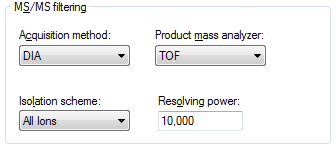 MS/MS filtering
Acquisition method: Product mass analyzer:
DIA TOF
Isolation scheme: Resolving power:
All Ions 10,000